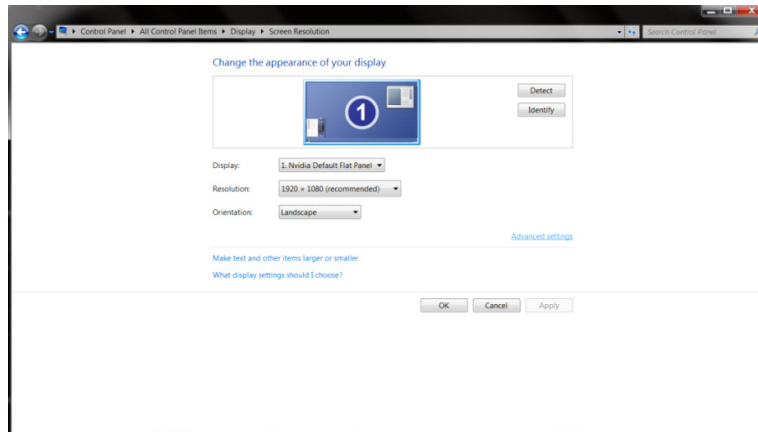 Control Panel ▸ All Control Panel Items ▸ Display ▸ Screen Resolution
Search Control Panel
Change the appearance of your display
1
Detect
Identify
Display: 1. Nvidia Default Flat Panel
Resolution: 1920 × 1080 (recommended)
Orientation: Landscape
Advanced settings
Make text and other items larger or smaller
What display settings should I choose?
OK Cancel Apply